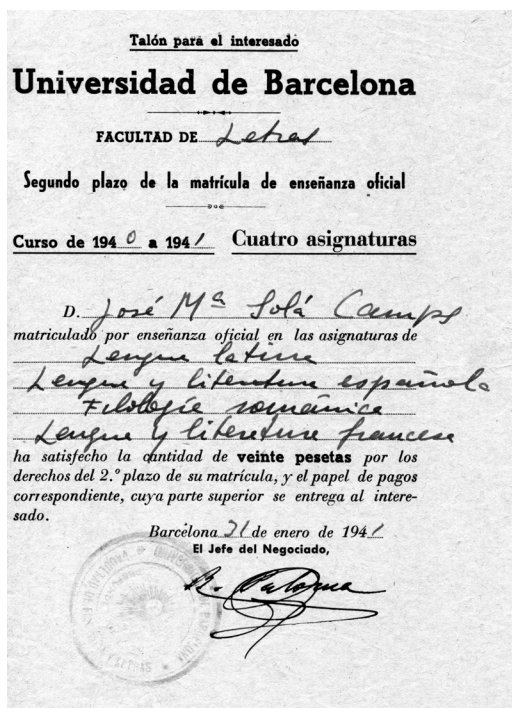 Talón para el interesado
Universidad de Barcelona
FACULTAD DE Letras
Segundo plazo de la matrícula de enseñanza oficial
Curso de 1940 a 1941 Cuatro asignaturas
D. José Mª Solá Camps
matriculado por enseñanza oficial en las asignaturas de
Lengua latina
Lengua y literatura española
Filología románica
Lengua y literatura francesa
ha satisfecho la cantidad de veinte pesetas por los
derechos del 2.º plazo de su matrícula, y el papel de pagos
correspondiente, cuya parte superior se entrega al intere-
sado.
Barcelona 31 de enero de 1941
El Jefe del Negociado,